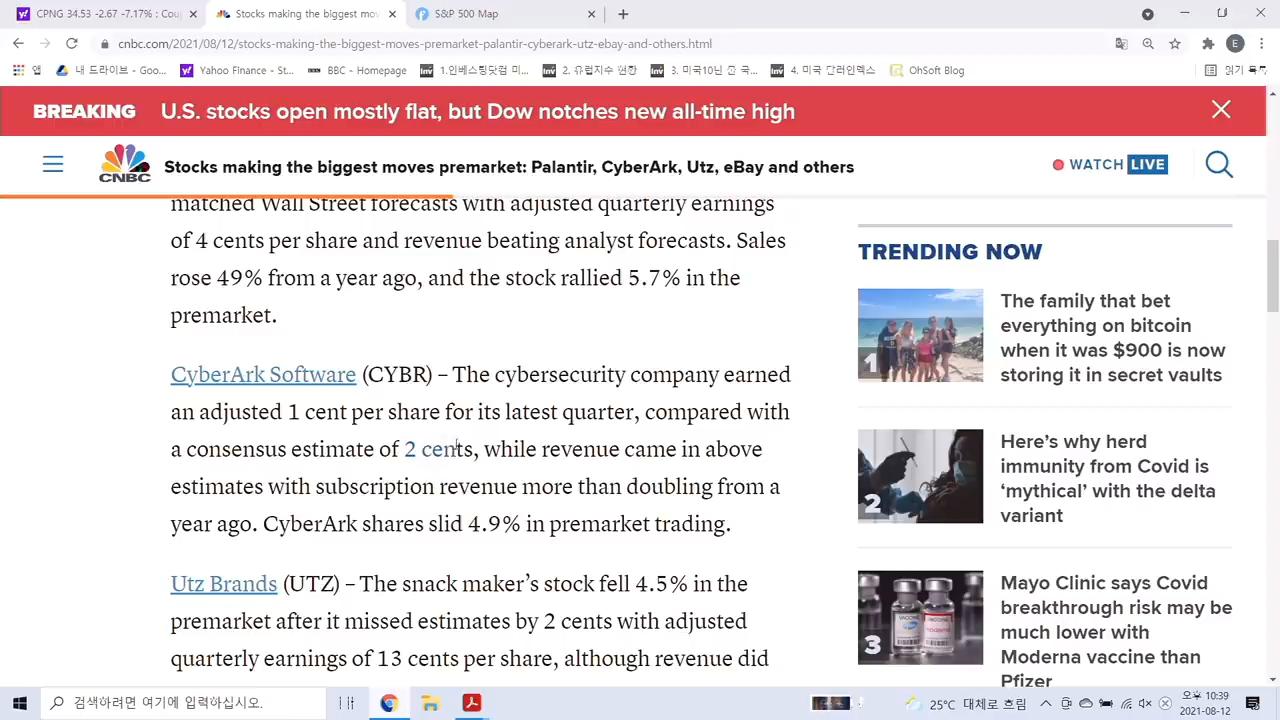 CPNG 34.53 -2.67 -7.17% : Coup
Stocks making the biggest mov
S&P 500 Map
cnbc.com/2021/08/12/stocks-making-the-biggest-moves-premarket-palantir-cyberark-utz-ebay-and-others.html
E
앱
내 드라이브 - Goo...
Yahoo Finance - St...
BBC - Homepage
1.인베스팅닷컴 미...
2. 유럽지수 현황
3. 미국10년 물 국...
4. 미국 달러인덱스
OhSoft Blog
읽기 목록
BREAKING U.S. stocks open mostly flat, but Dow notches new all-time high
CNBC
Stocks making the biggest moves premarket: Palantir, CyberArk, Utz, eBay and others
WATCH LIVE
matched Wall Street forecasts with adjusted quarterly earnings
of 4 cents per share and revenue beating analyst forecasts. Sales
rose 49% from a year ago, and the stock rallied 5.7% in the
premarket.
CyberArk Software (CYBR) – The cybersecurity company earned
an adjusted 1 cent per share for its latest quarter, compared with
a consensus estimate of 2 cents, while revenue came in above
estimates with subscription revenue more than doubling from a
year ago. CyberArk shares slid 4.9% in premarket trading.
Utz Brands (UTZ) – The snack maker's stock fell 4.5% in the
premarket after it missed estimates by 2 cents with adjusted
quarterly earnings of 13 cents per share, although revenue did
TRENDING NOW
1
The family that bet
everything on bitcoin
when it was $900 is now
storing it in secret vaults
2
Here's why herd
immunity from Covid is
'mythical' with the delta
variant
3
Mayo Clinic says Covid
breakthrough risk may be
much lower with
Moderna vaccine than
Pfizer
검색하려면 여기에 입력하십시오.
25°C 대체로 흐림
오후 10:39
2021-08-12